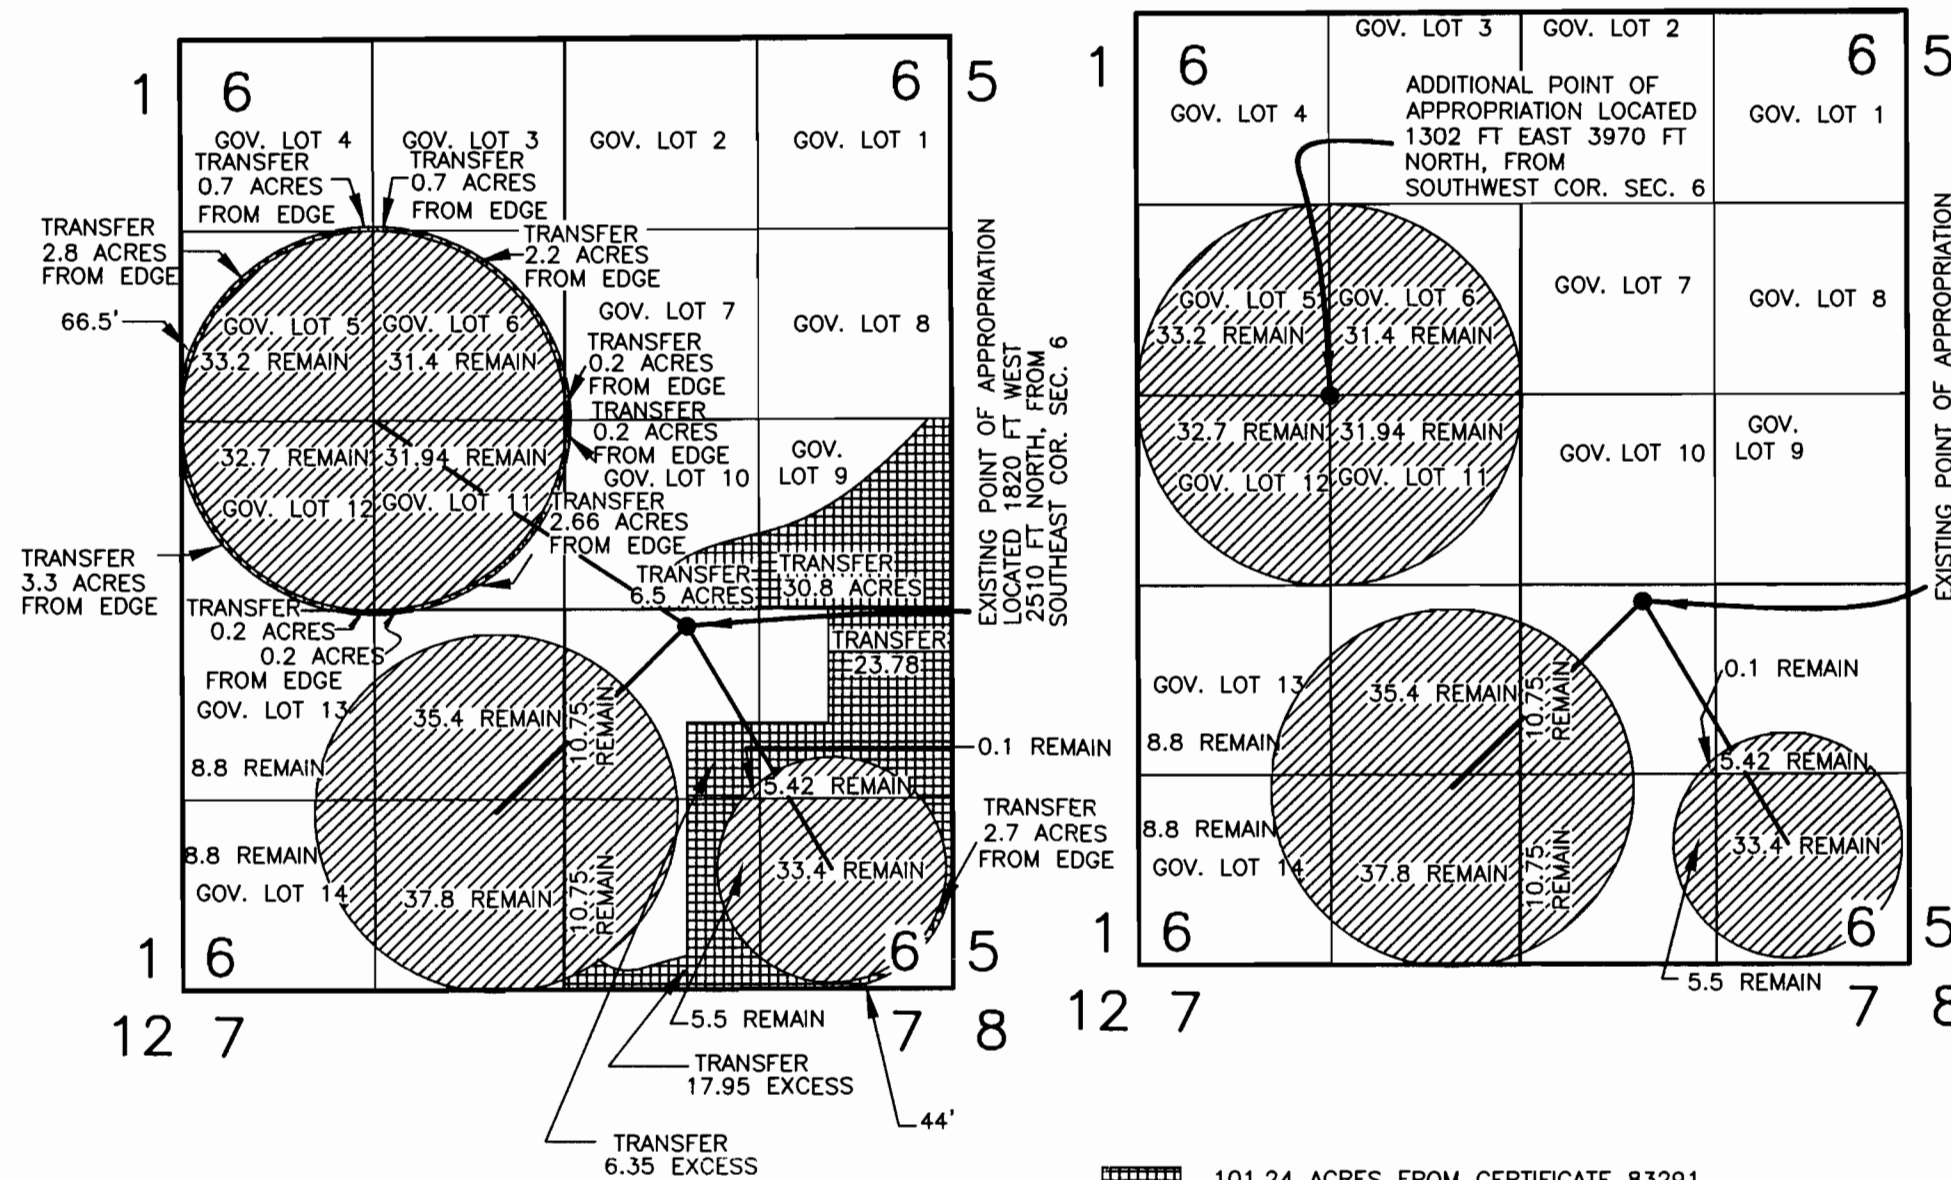 1
6
6
5
GOV. LOT 4
GOV. LOT 3
GOV. LOT 2
GOV. LOT 1
TRANSFER
0.7 ACRES
FROM EDGE
TRANSFER
0.7 ACRES
FROM EDGE
TRANSFER
2.8 ACRES
FROM EDGE
TRANSFER
2.2 ACRES
FROM EDGE
66.5'
GOV. LOT 5
33.2 REMAIN
GOV. LOT 6
31.4 REMAIN
GOV. LOT 7
GOV. LOT 8
TRANSFER
0.2 ACRES
FROM EDGE
TRANSFER
0.2 ACRES
FROM EDGE
GOV. LOT 10
GOV.
LOT 9
32.7 REMAIN
GOV. LOT 12
31.94 REMAIN
GOV. LOT 11
TRANSFER
2.66 ACRES
FROM EDGE
TRANSFER
3.3 ACRES
FROM EDGE
TRANSFER
6.5 ACRES
TRANSFER
30.8 ACRES
TRANSFER
0.2 ACRES
0.2 ACRES
FROM EDGE
TRANSFER
23.78
EXISTING POINT OF APPROPRIATION
LOCATED 1820 FT WEST
2510 FT NORTH, FROM
SOUTHEAST COR. SEC. 6
GOV. LOT 13
8.8 REMAIN
35.4 REMAIN
10.75
REMAIN
0.1 REMAIN
5.42 REMAIN
8.8 REMAIN
GOV. LOT 14
37.8 REMAIN
10.75
REMAIN
33.4 REMAIN
TRANSFER
2.7 ACRES
FROM EDGE
1
6
6
5
12
7
7
8
5.5 REMAIN
TRANSFER
17.95 EXCESS
44'
TRANSFER
6.35 EXCESS
1
6
6
5
GOV. LOT 3
GOV. LOT 2
GOV. LOT 4
GOV. LOT 1
ADDITIONAL POINT OF
APPROPRIATION LOCATED
1302 FT EAST 3970 FT
NORTH, FROM
SOUTHWEST COR. SEC. 6
GOV. LOT 5
33.2 REMAIN
GOV. LOT 6
31.4 REMAIN
GOV. LOT 7
GOV. LOT 8
32.7 REMAIN
GOV. LOT 12
31.94 REMAIN
GOV. LOT 11
GOV. LOT 10
GOV.
LOT 9
EXISTING POINT OF APPROPRIATION
GOV. LOT 13
8.8 REMAIN
35.4 REMAIN
10.75
REMAIN
0.1 REMAIN
5.42 REMAIN
8.8 REMAIN
GOV. LOT 14
37.8 REMAIN
10.75
REMAIN
33.4 REMAIN
1
6
6
5
5.5 REMAIN
12
7
7
8
101.24 ACRES FROM CERTIFICATE 83291